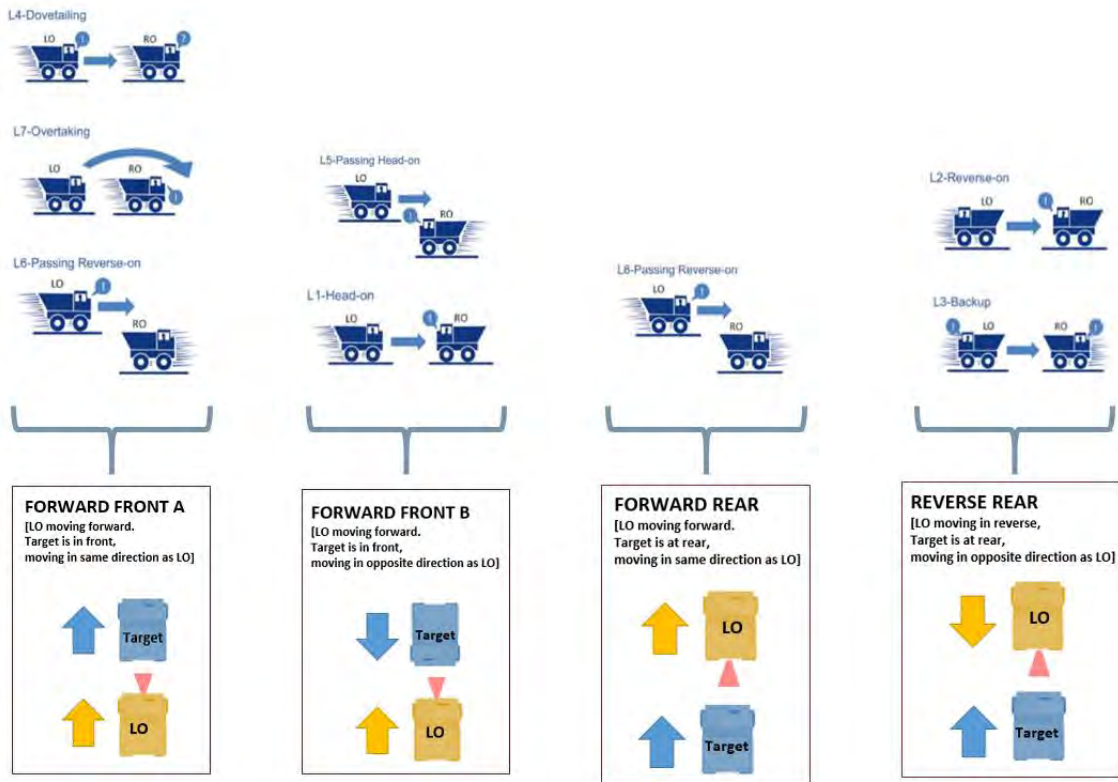 L4-Dovetailing
LO
!
RO
?
L7-Overtaking
LO
RO
!
L6-Passing Reverse-on
LO
!
RO
L5-Passing Head-on
LO
!
RO
L1-Head-on
LO
!
RO
L6-Passing Reverse-on
LO
!
RO
L2-Reverse-on
LO
!
RO
L3-Backup
!
LO
RO
!
FORWARD FRONT A
[LO moving forward.
Target is in front,
moving in same direction as LO]
Target
LO
FORWARD FRONT B
[LO moving forward.
Target is in front,
moving in opposite direction as LO]
Target
LO
FORWARD REAR
[LO moving forward.
Target is at rear,
moving in same direction as LO]
LO
Target
REVERSE REAR
[LO moving in reverse,
Target is at rear,
moving in opposite direction as LO]
LO
Target